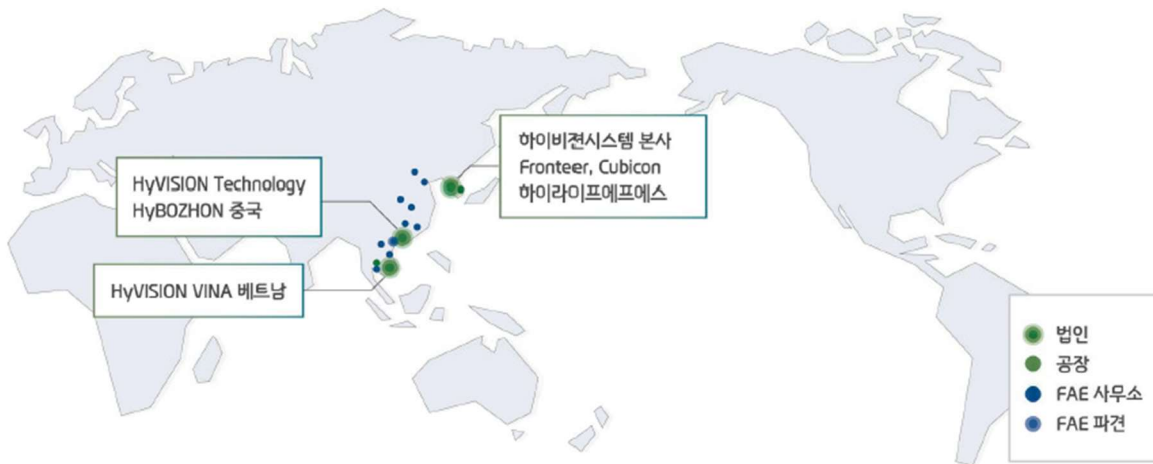 하이비젼시스템 본사
Fronteer, Cubicon
하이라이프에프에스
HyVISION Technology
HyBOZHON 중국
HyVISION VINA 베트남
법인
공장
FAE 사무소
FAE 파견